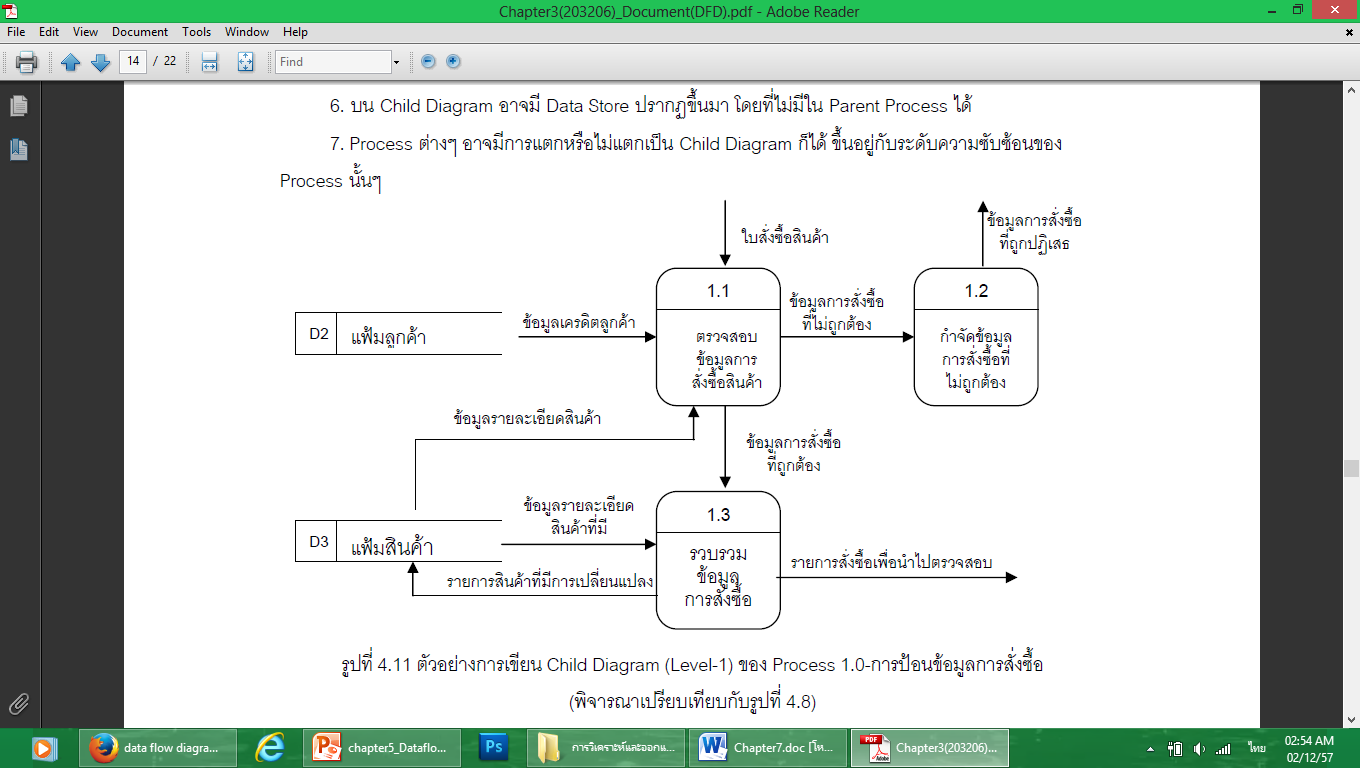 Chapter3(203206)_Document(DFD).pdf - Adobe Reader
File Edit View Document Tools Window Help
14 / 22 Find
6. บน Child Diagram อาจมี Data Store ปรากฏขึ้นมา โดยที่ไม่มีใน Parent Process ได้
7. Process ต่างๆ อาจมีการแตกหรือไม่แตกเป็น Child Diagram ก็ได้ ขึ้นอยู่กับระดับความซับซ้อนของ
Process นั้นๆ
ใบสั่งซื้อสินค้า
ข้อมูลการสั่งซื้อ
ที่ถูกปฏิเสธ
1.1
ตรวจสอบ
ข้อมูลการ
สั่งซื้อสินค้า
ข้อมูลการสั่งซื้อ
ที่ไม่ถูกต้อง
1.2
กำจัดข้อมูล
การสั่งซื้อที่
ไม่ถูกต้อง
D2 แฟ้มลูกค้า
ข้อมูลเครดิตลูกค้า
ข้อมูลรายละเอียดสินค้า
ข้อมูลการสั่งซื้อ
ที่ถูกต้อง
D3 แฟ้มสินค้า
ข้อมูลรายละเอียด
สินค้าที่มี
รายการสินค้าที่มีการเปลี่ยนแปลง
1.3
รวบรวม
ข้อมูล
การสั่งซื้อ
รายการสั่งซื้อเพื่อนำไปตรวจสอบ
รูปที่ 4.11 ตัวอย่างการเขียน Child Diagram (Level-1) ของ Process 1.0-การป้อนข้อมูลการสั่งซื้อ
(พิจารณาเปรียบเทียบกับรูปที่ 4.8)
data flow diagra... chapter5_Dataflo... Ps การวิเคราะห์และออกแ... Chapter7.doc [โห... Chapter3(203206)... ไทย 02:54 AM
02/12/57